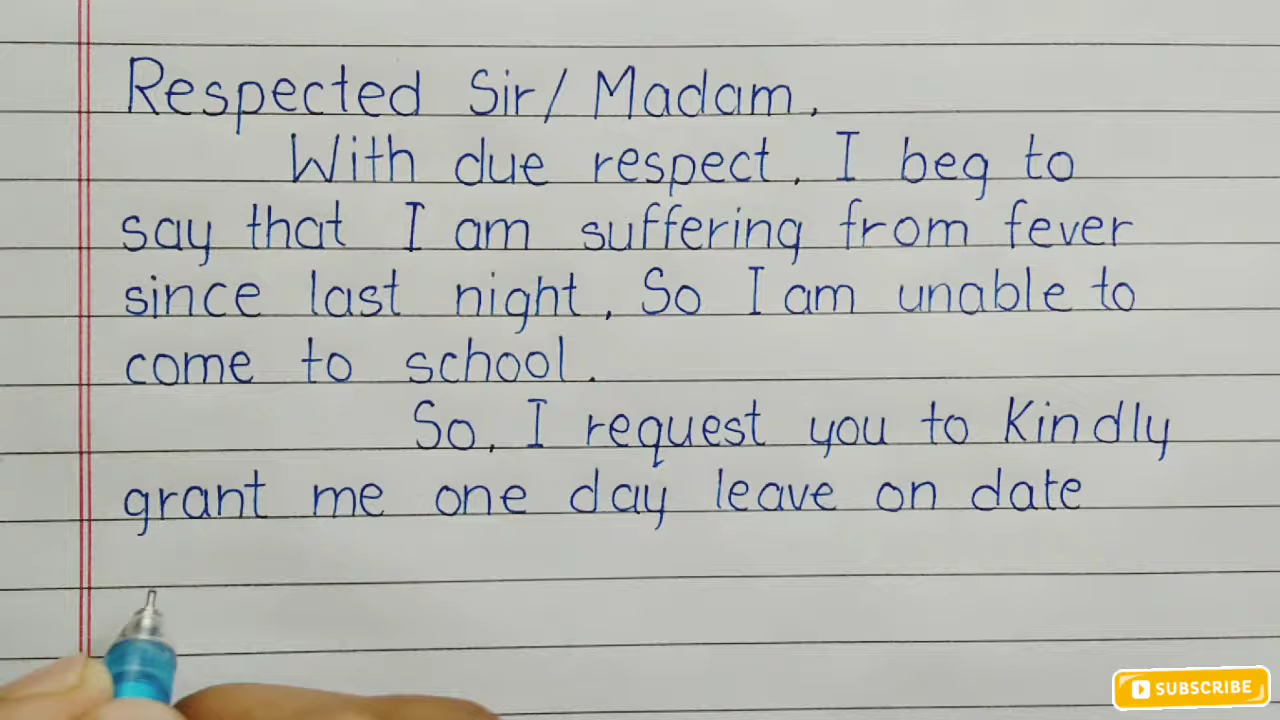 Respected Sir/ Madam,
With due respect, I beg to
say that I am suffering from fever
since last night. So I am unable to
come to school.
So, I request you to Kindly
grant me one day leave on date
SUBSCRIBE